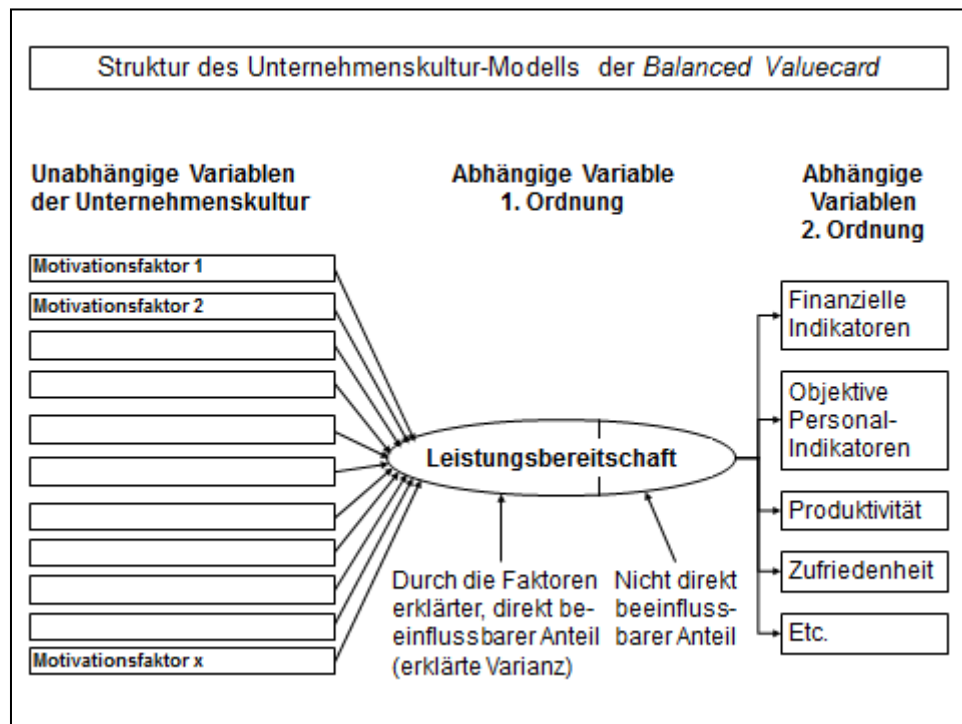 Struktur des Unternehmenskultur-Modells der Balanced Valuecard
Unabhängige Variablen
der Unternehmenskultur
Abhängige Variable
1. Ordnung
Abhängige
Variablen
2. Ordnung
Motivationsfaktor 1
Motivationsfaktor 2
Motivationsfaktor x
Leistungsbereitschaft
Durch die Faktoren
erklärter, direkt be-
einflussbarer Anteil
(erklärte Varianz)
Nicht direkt
beeinfluss-
barer Anteil
Finanzielle
Indikatoren
Objektive
Personal-
Indikatoren
Produktivität
Zufriedenheit
Etc.